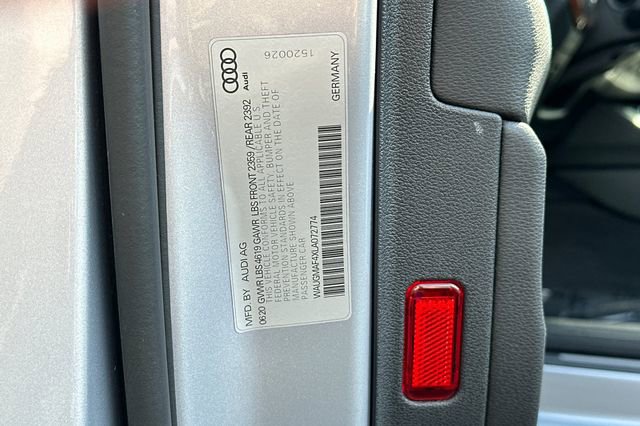 MFD. BY AUDI AG
06.20 GVWR LBS 4619 GAWR LBS FRONT 2359 / REAR 2392
THIS VEHICLE CONFORMS TO ALL APPLICABLE U.S.
FEDERAL MOTOR VEHICLE SAFETY, BUMPER AND THEFT
PREVENTION STANDARDS IN EFFECT ON THE DATE OF
MANUFACTURE SHOWN ABOVE
PASSENGER CAR
WAUGMAF4XLA072774
GERMANY
Audi
1520026